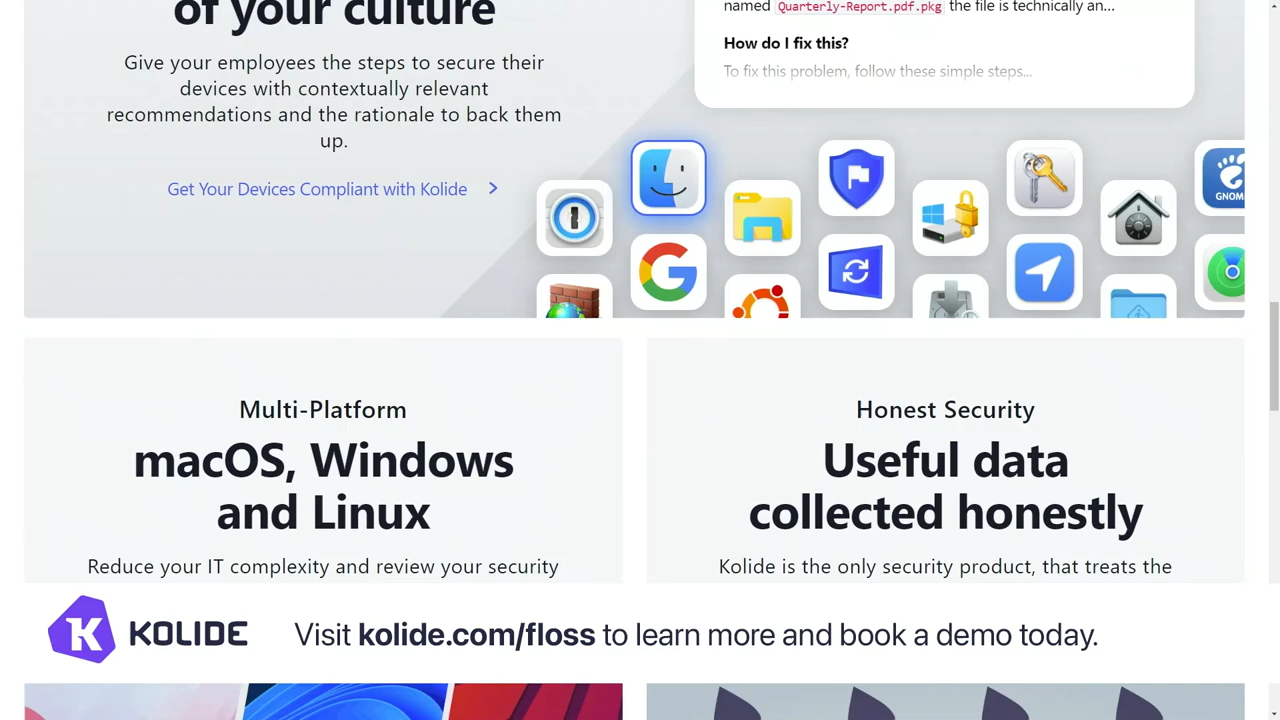 of your culture
Give your employees the steps to secure their
devices with contextually relevant
recommendations and the rationale to back them
up.
Get Your Devices Compliant with Kolide
named Quarterly-Report.pdf.pkg the file is technically an...
How do I fix this?
To fix this problem, follow these simple steps...
GNOM
Multi-Platform
macOS, Windows
and Linux
Reduce your IT complexity and review your security
Honest Security
Useful data
collected honestly
Kolide is the only security product, that treats the
K KOLIDE
Visit kolide.com/floss to learn more and book a demo today.